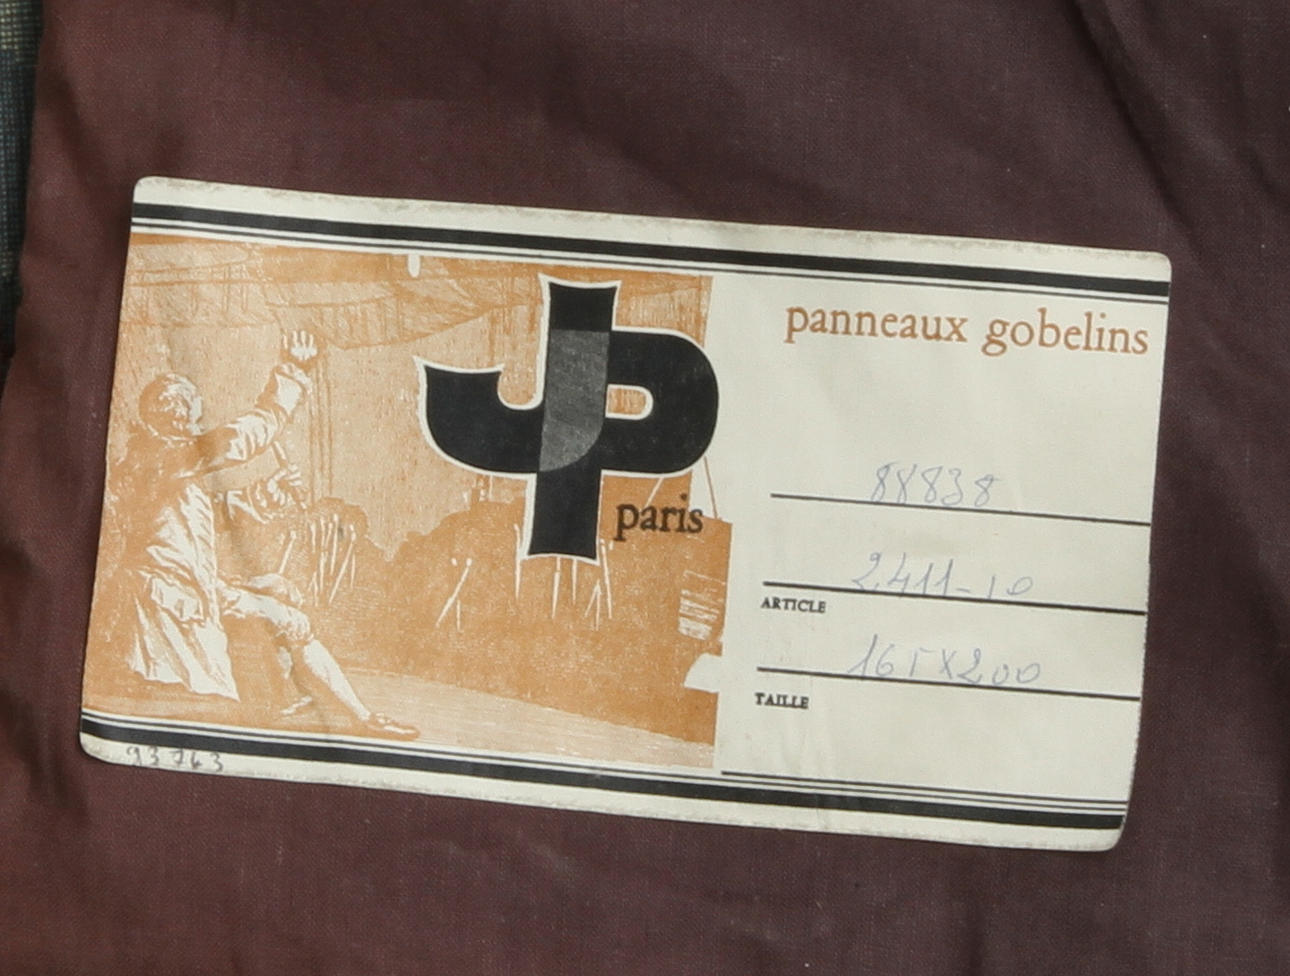 JP
paris
panneaux gobelins
88838
2411-10
ARTICLE
165X200
TAILLE
93763